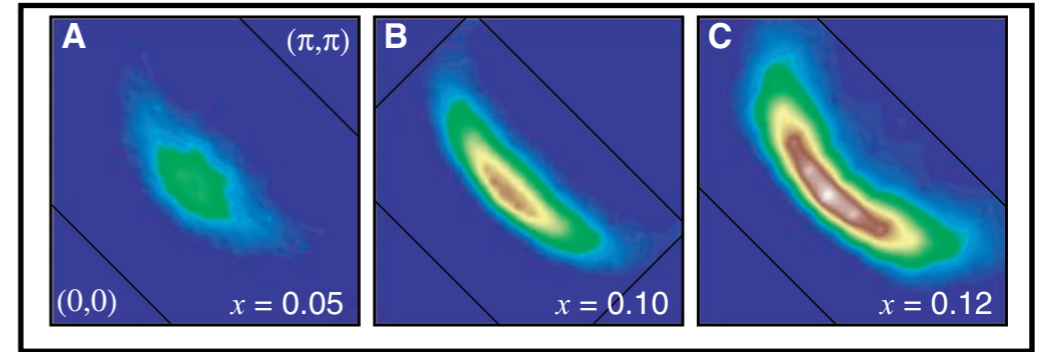 A
(π,π)
(0,0)
x = 0.05
B
x = 0.10
C
x = 0.12